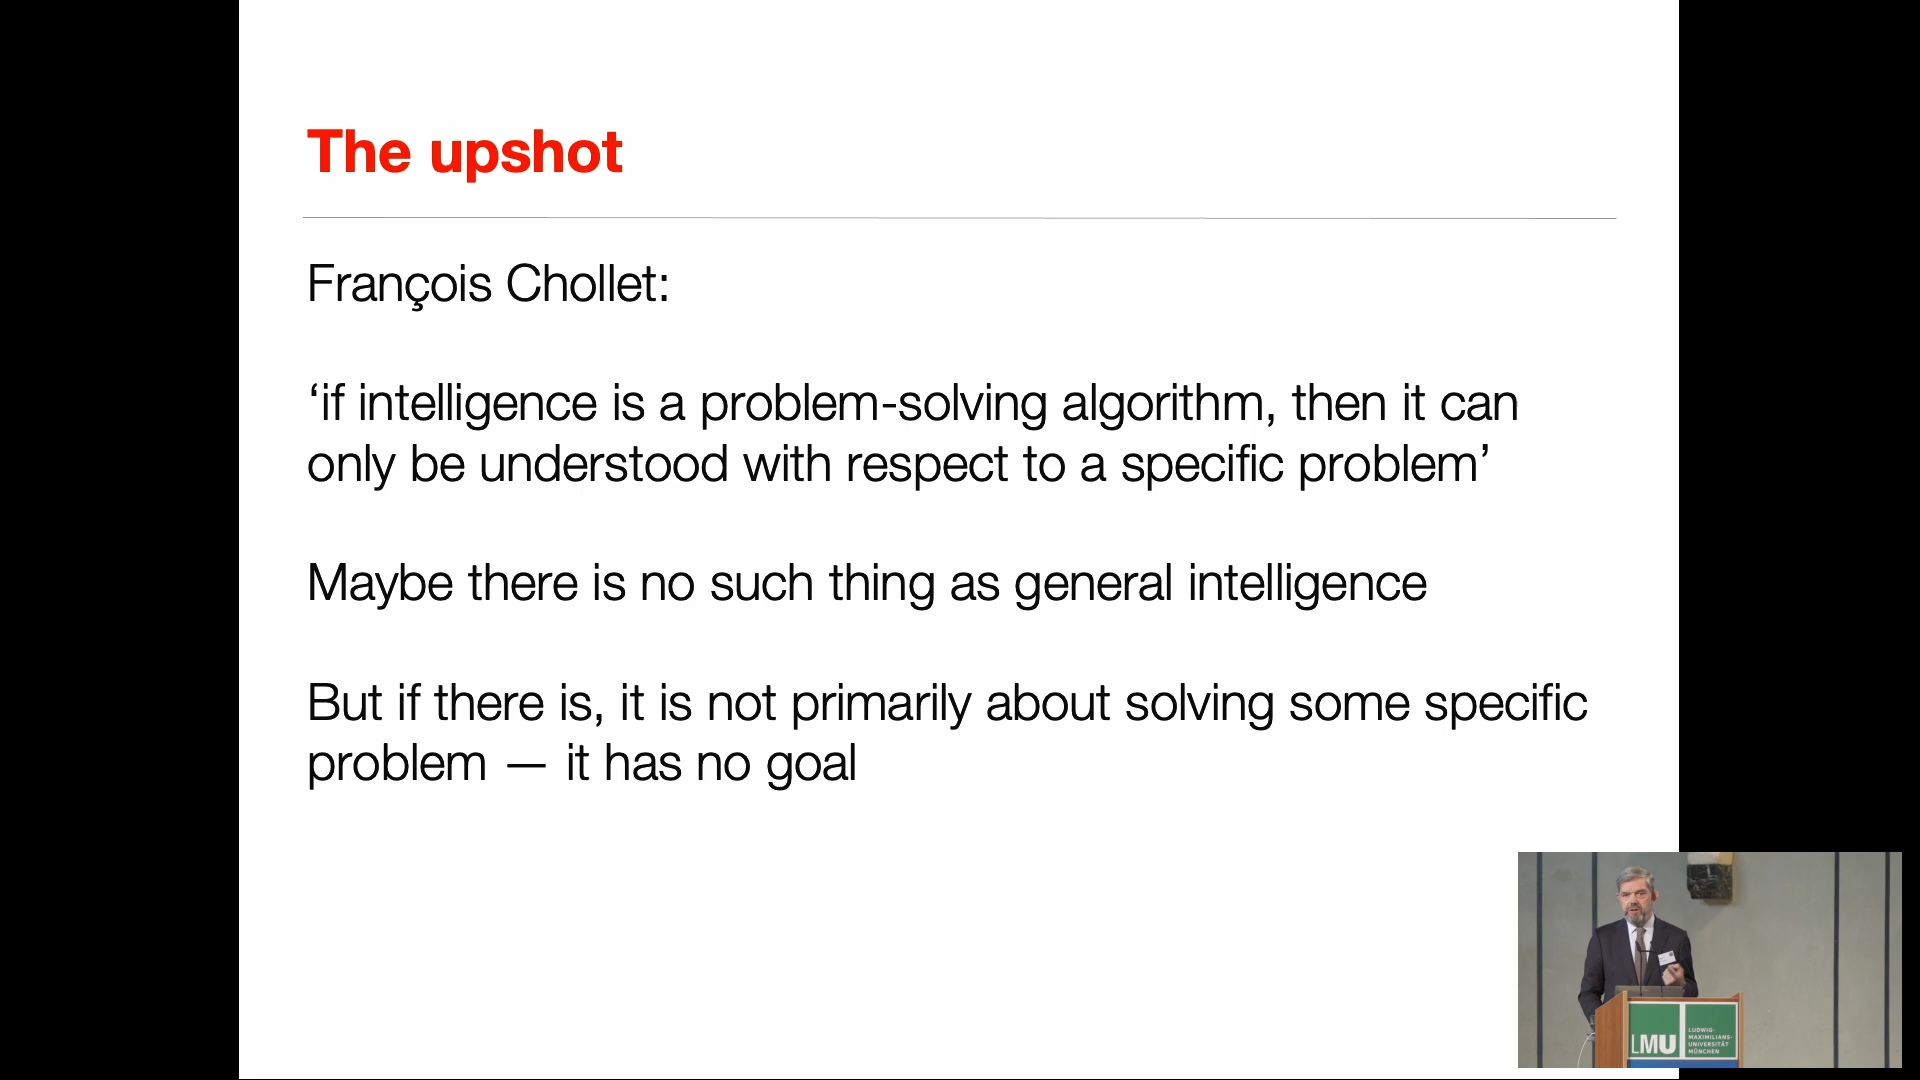 The upshot
François Chollet:
‘if intelligence is a problem-solving algorithm, then it can
only be understood with respect to a specific problem’
Maybe there is no such thing as general intelligence
But if there is, it is not primarily about solving some specific
problem — it has no goal
LMU
LUDWIG-
MAXIMILIANS-
UNIVERSITÄT
MÜNCHEN